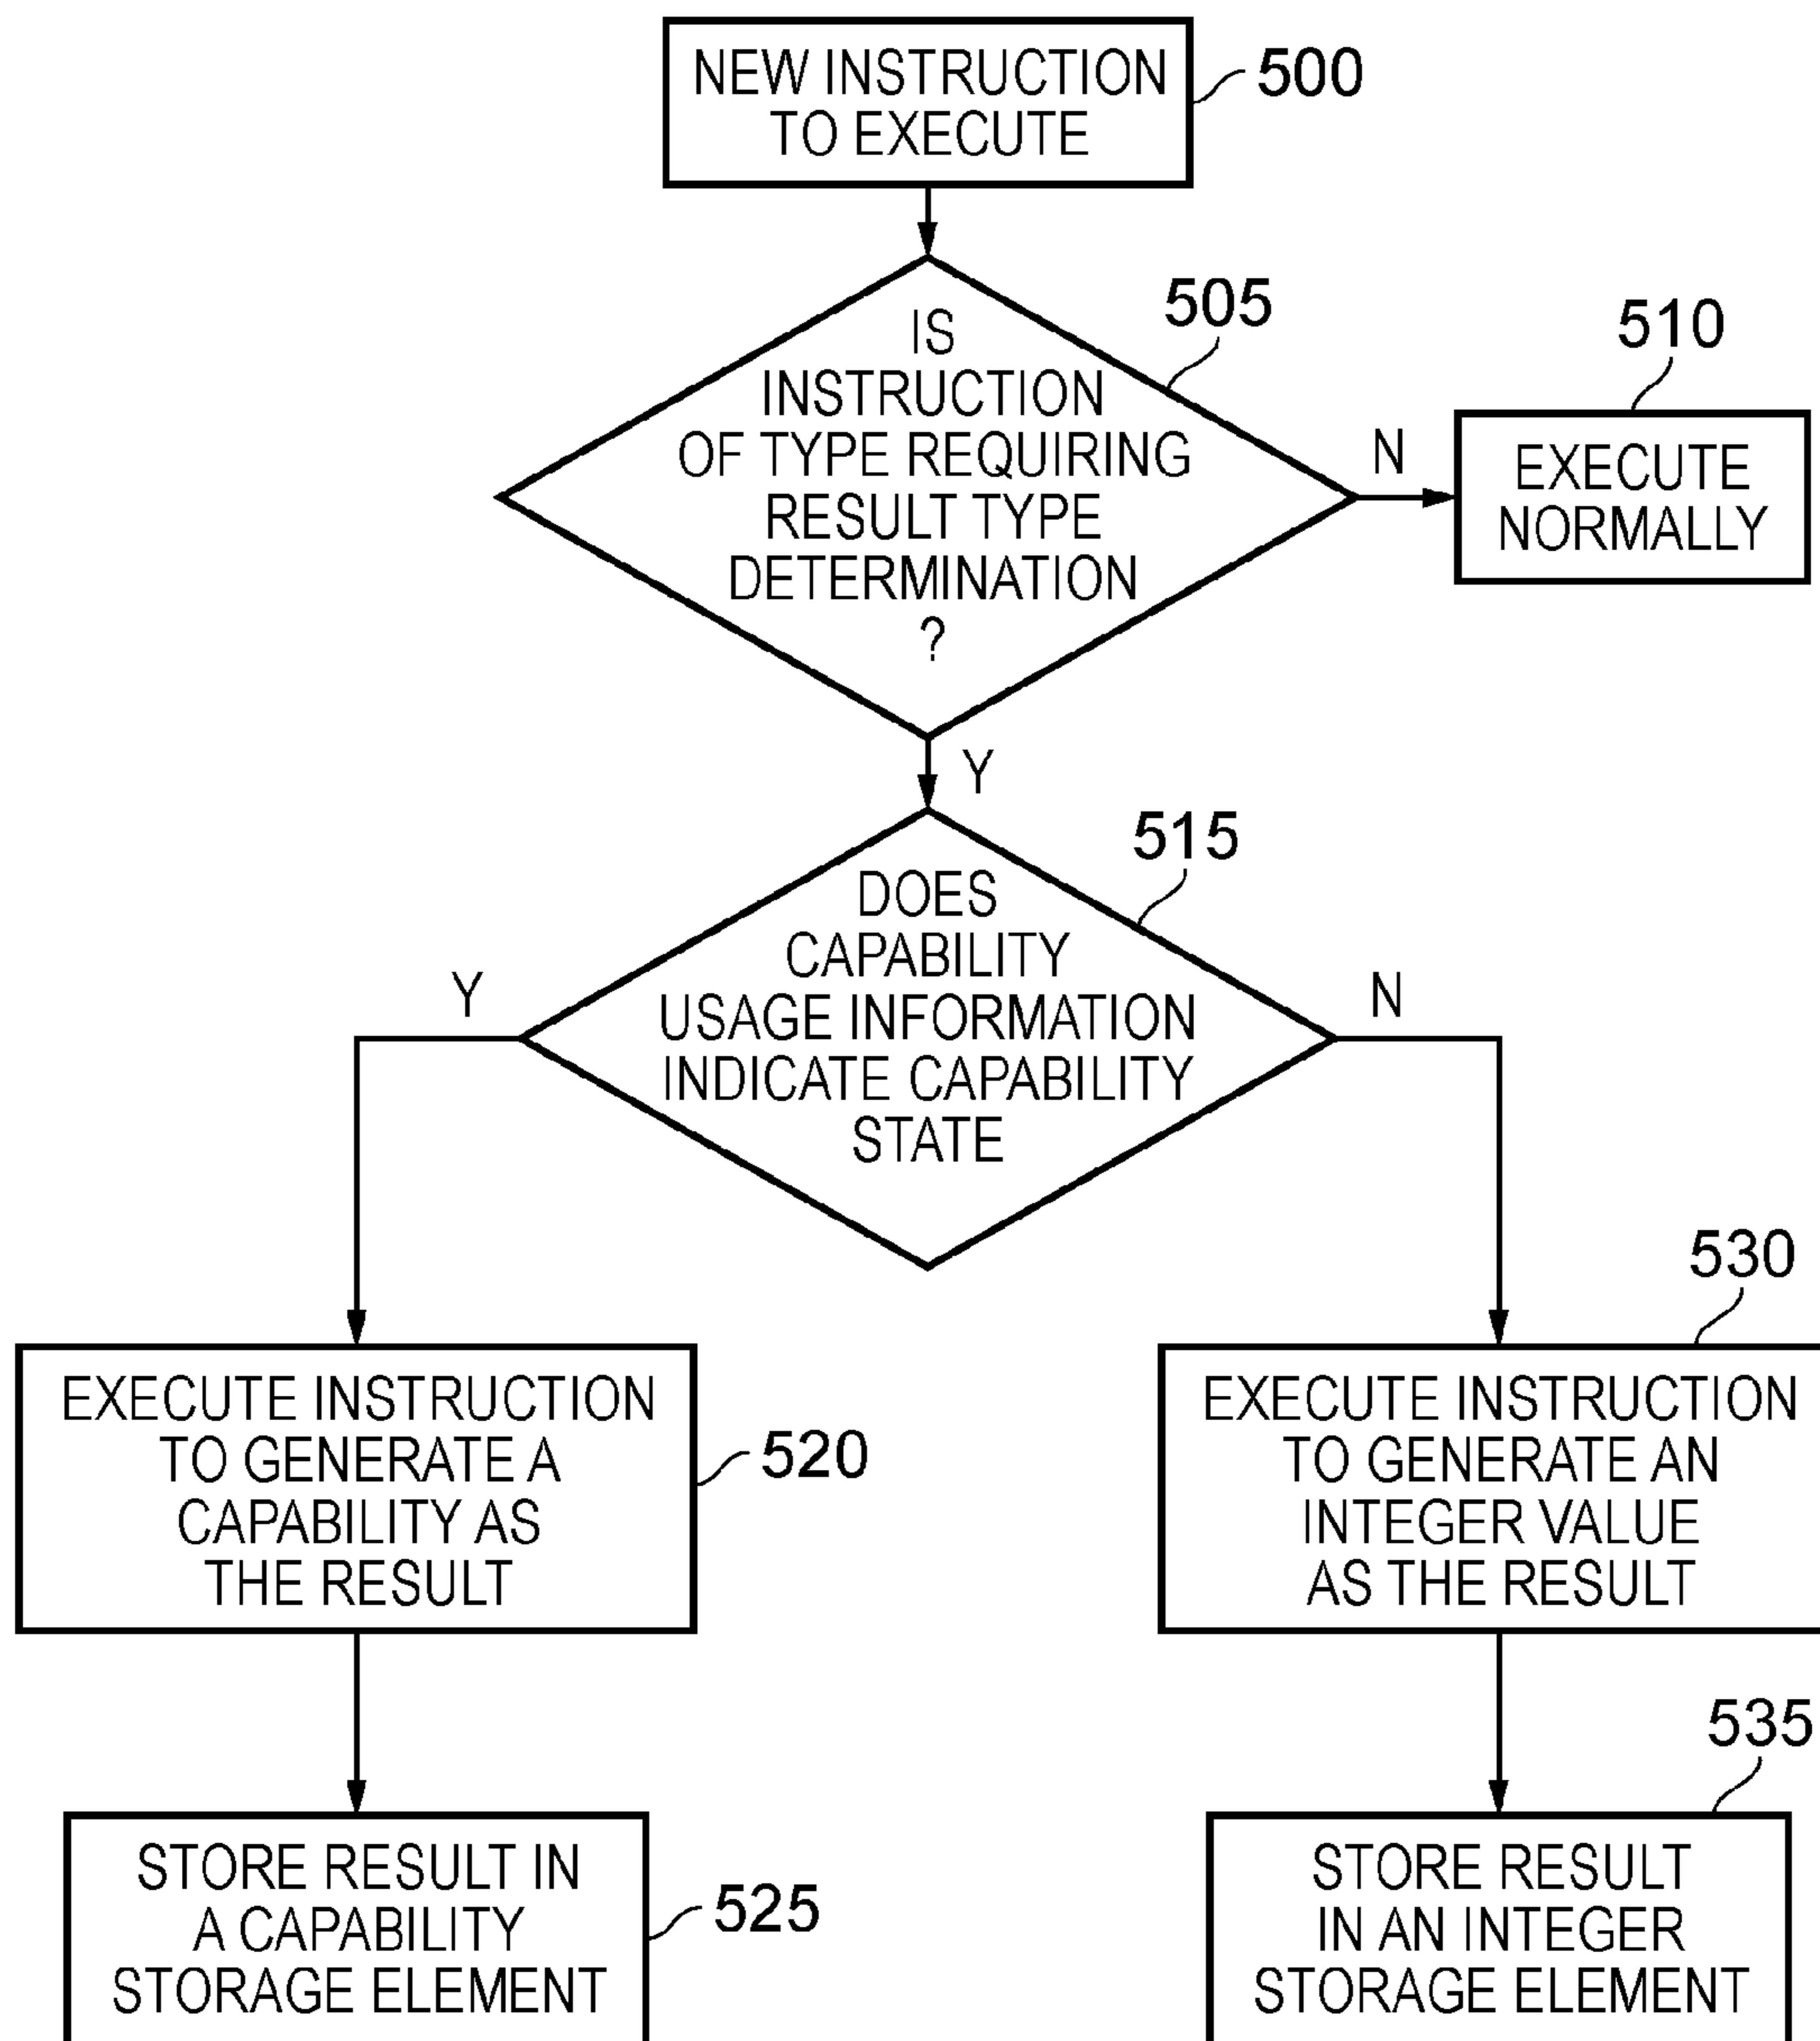 NEW INSTRUCTION
TO EXECUTE
500
IS
INSTRUCTION
OF TYPE REQUIRING
RESULT TYPE
DETERMINATION
?
505
N
510
EXECUTE
NORMALLY
Y
DOES
CAPABILITY
USAGE INFORMATION
INDICATE CAPABILITY
STATE
515
Y
N
EXECUTE INSTRUCTION
TO GENERATE A
CAPABILITY AS
THE RESULT
520
530
EXECUTE INSTRUCTION
TO GENERATE AN
INTEGER VALUE
AS THE RESULT
STORE RESULT IN
A CAPABILITY
STORAGE ELEMENT
525
535
STORE RESULT
IN AN INTEGER
STORAGE ELEMENT